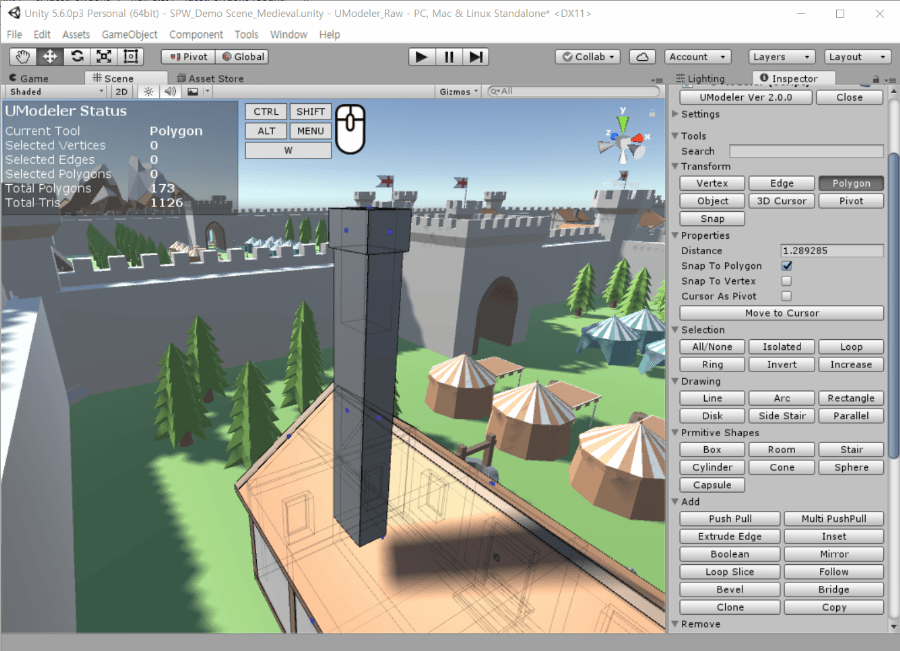 Unity 5.6.0p3 Personal (64bit) - SPW_Demo Scene_Medieval.unity - UModeler_Raw - PC, Mac & Linux Standalone* <DX11>
File Edit Assets GameObject Component Tools Window Help
Pivot Global Collab Account Layers Layout
Game Scene Asset Store Lighting Inspector
Shaded 2D Gizmos All
UModeler Ver 2.0.0 Close
Settings
UModeler Status
Current Tool Polygon
Selected Vertices 0
Selected Edges 0
Selected Polygons 0
Total Polygons 173
Total Tris 1126
CTRL SHIFT
ALT MENU
W
y
x
z
Tools
Search
Transform
Vertex Edge Polygon
Object 3D Cursor Pivot
Snap
Properties
Distance 1.289285
Snap To Polygon
Snap To Vertex
Cursor As Pivot
Move to Cursor
Selection
All/None Isolated Loop
Ring Invert Increase
Drawing
Line Arc Rectangle
Disk Side Stair Parallel
Prmitive Shapes
Box Room Stair
Cylinder Cone Sphere
Capsule
Add
Push Pull Multi PushPull
Extrude Edge Inset
Boolean Mirror
Loop Slice Follow
Bevel Bridge
Clone Copy
Remove